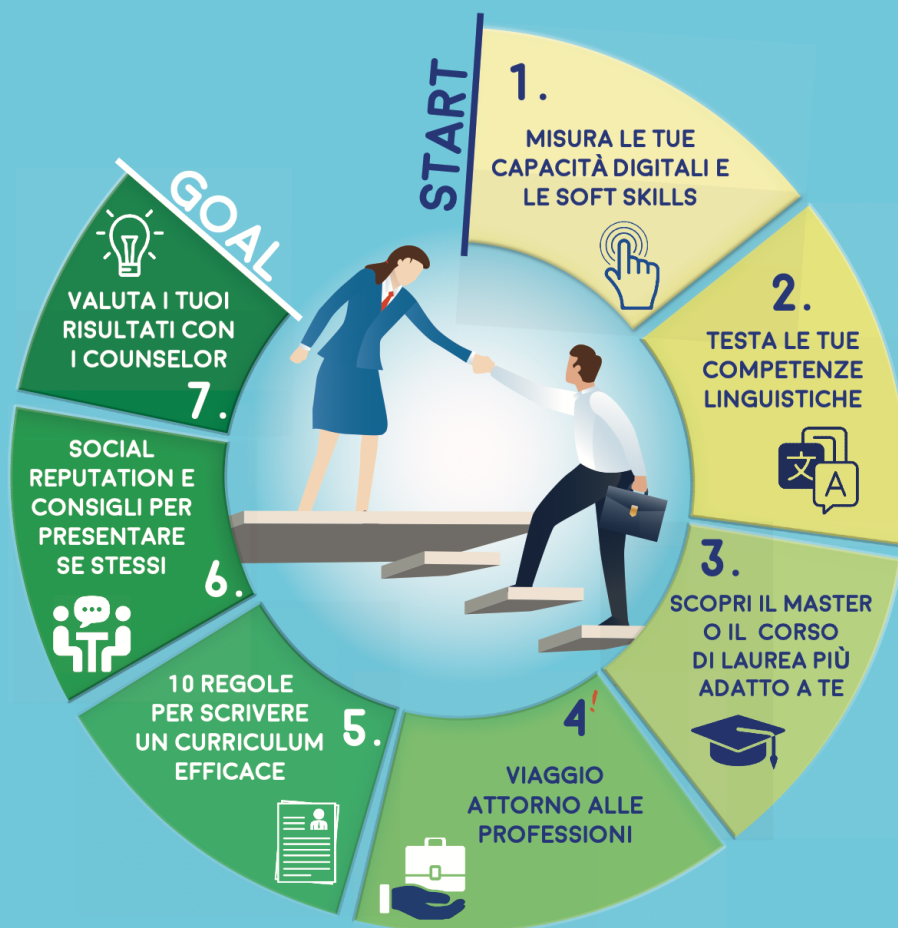 START
1.
MISURA LE TUE
CAPACITÀ DIGITALI E
LE SOFT SKILLS
2.
TESTA LE TUE
COMPETENZE
LINGUISTICHE
文 A
3.
SCOPRI IL MASTER
O IL CORSO
DI LAUREA PIÙ
ADATTO A TE
4!
VIAGGIO
ATTORNO ALLE
PROFESSIONI
5.
10 REGOLE
PER SCRIVERE
UN CURRICULUM
EFFICACE
6.
SOCIAL
REPUTATION E
CONSIGLI PER
PRESENTARE
SE STESSI
7.
VALUTA I TUOI
RISULTATI CON
I COUNSELOR
GOAL